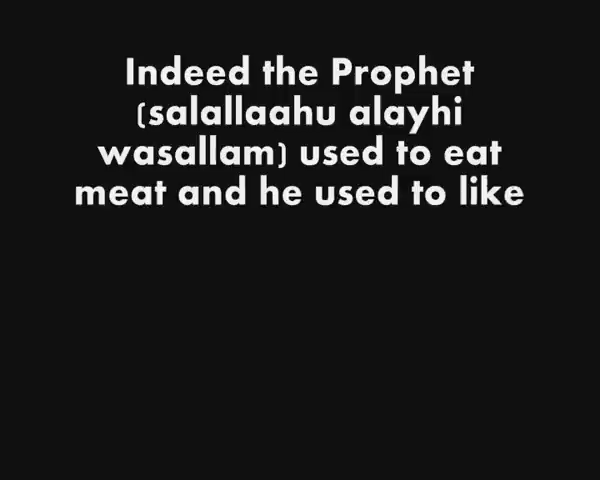 Indeed the Prophet
(salallaahu alayhi
wasallam) used to eat
meat and he used to like